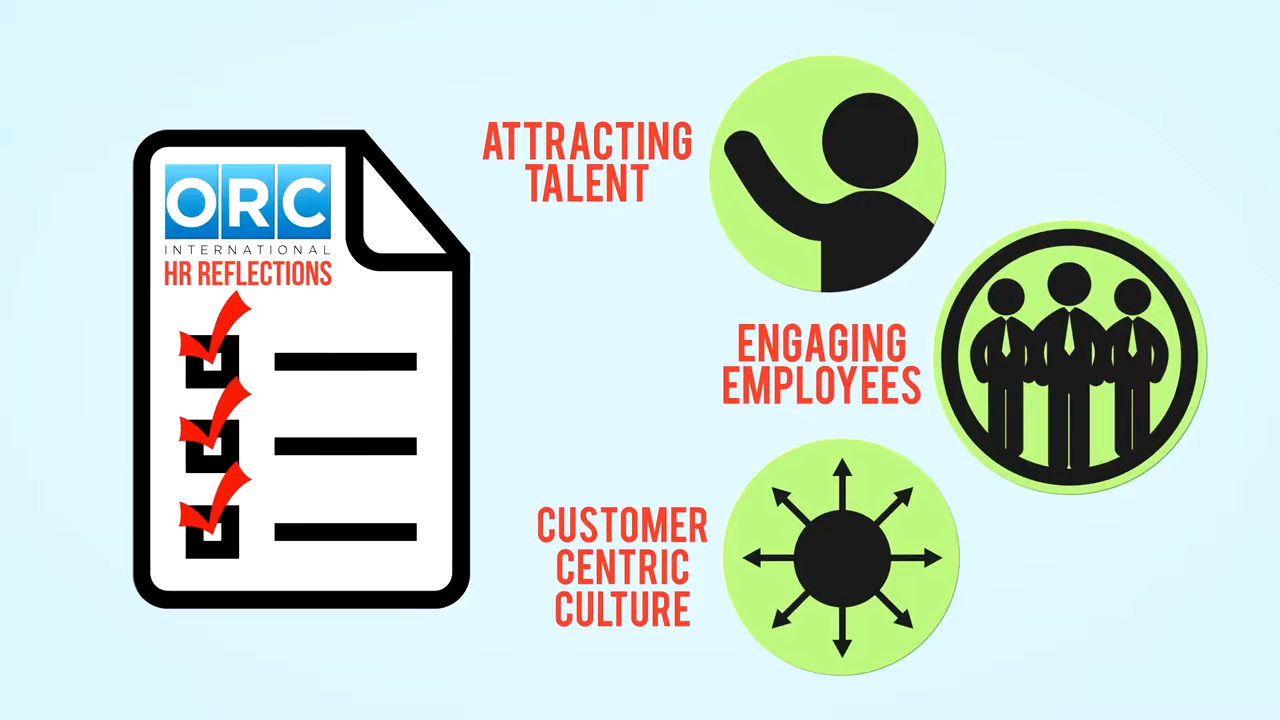 ORC
INTERNATIONAL
HR REFLECTIONS
ATTRACTING
TALENT
ENGAGING
EMPLOYEES
CUSTOMER
CENTRIC
CULTURE